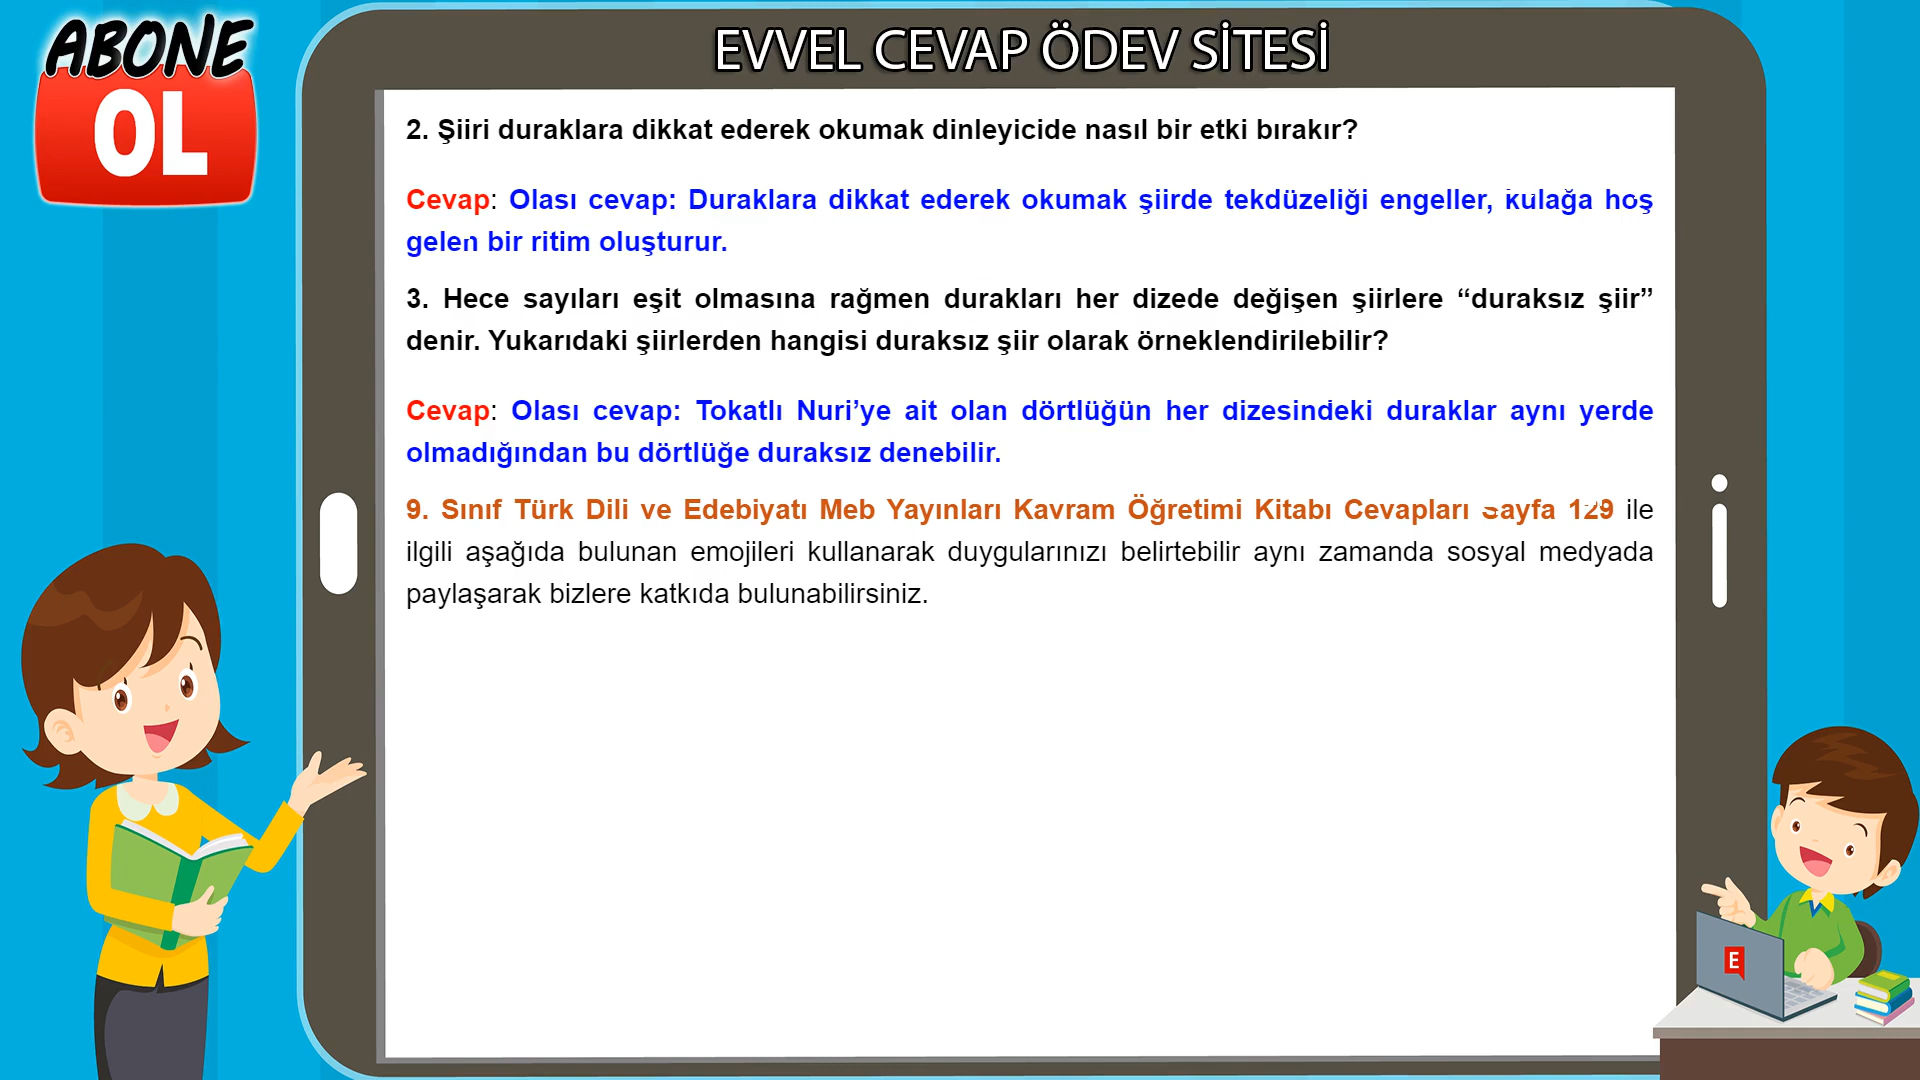 ABONE
OL
EVVEL CEVAP ÖDEV SİTESİ
2. Şiiri duraklara dikkat ederek okumak dinleyicide nasıl bir etki bırakır?
Cevap: Olası cevap: Duraklara dikkat ederek okumak şiirde tekdüzeliği engeller, kulağa hoş
gelen bir ritim oluşturur.
3. Hece sayıları eşit olmasına rağmen durakları her dizede değişen şiirlere “duraksız şiir”
denir. Yukarıdaki şiirlerden hangisi duraksız şiir olarak örneklendirilebilir?
Cevap: Olası cevap: Tokatlı Nuri’ye ait olan dörtlüğün her dizesindeki duraklar aynı yerde
olmadığından bu dörtlüğe duraksız denebilir.
9. Sınıf Türk Dili ve Edebiyatı Meb Yayınları Kavram Öğretimi Kitabı Cevapları Sayfa 129 ile
ilgili aşağıda bulunan emojileri kullanarak duygularınızı belirtebilir aynı zamanda sosyal medyada
paylaşarak bizlere katkıda bulunabilirsiniz.
E